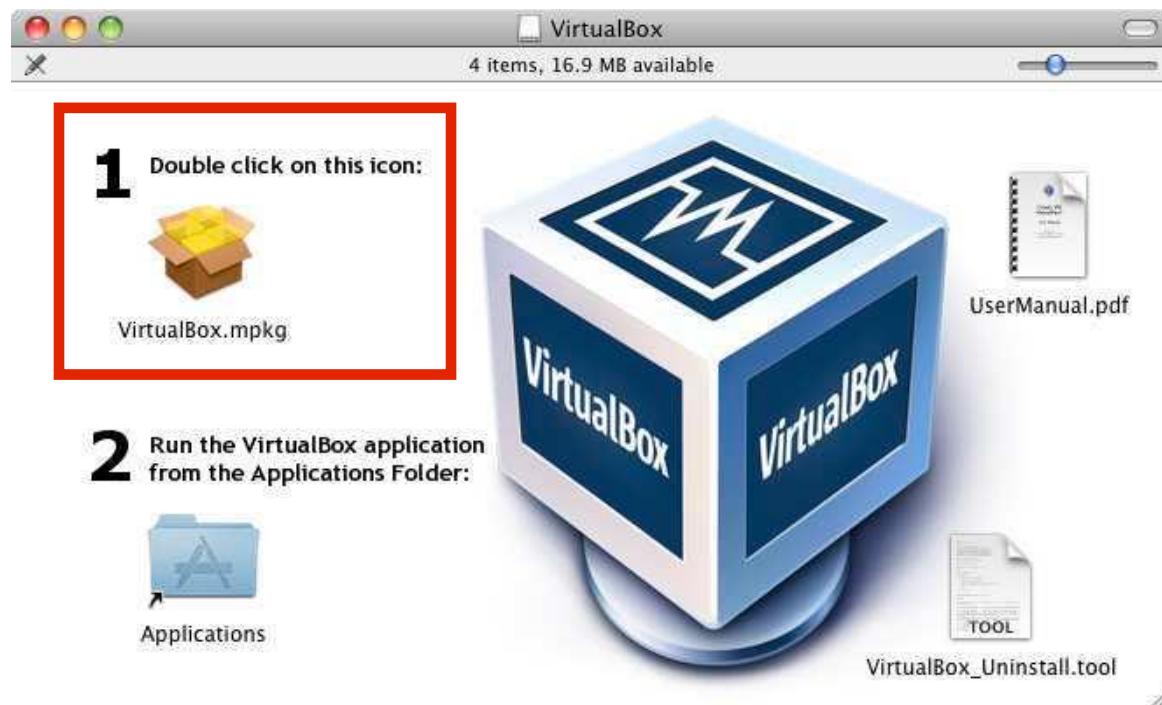 VirtualBox
4 items, 16.9 MB available
1 Double click on this icon:
VirtualBox.mpkg
2 Run the VirtualBox application
from the Applications Folder:
Applications
VirtualBox
VirtualBox
UserManual.pdf
TOOL
VirtualBox_Uninstall.tool